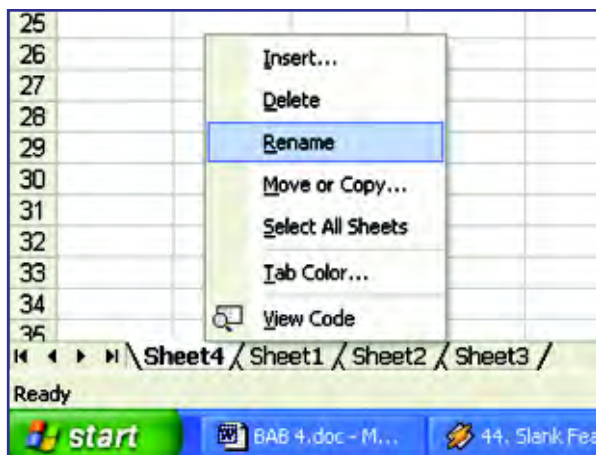 25
26
Insert...
27
Delete
28
29
Rename
30
Move or Copy...
31
Select All Sheets
32
33
Tab Color...
34
View Code
35
Sheet4 / Sheet1 / Sheet2 / Sheet3 /
Ready
start
BAB 4.doc - M...
44. Slank Fea